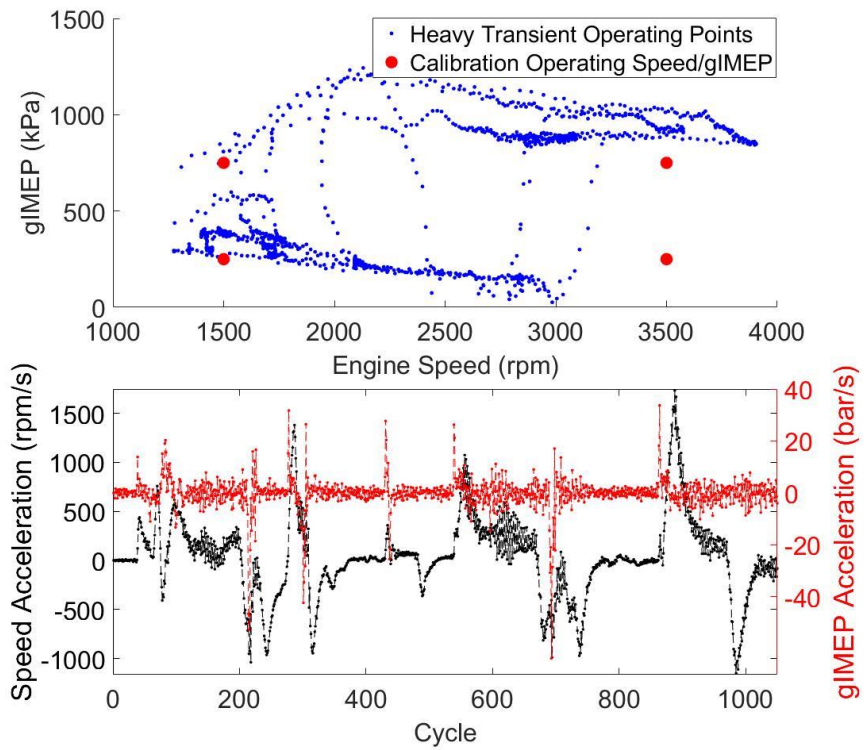 1500
1000
500
0
gIMEP (kPa)
Heavy Transient Operating Points
Calibration Operating Speed/gIMEP
1000 1500 2000 2500 3000 3500 4000
Engine Speed (rpm)
Speed Acceleration (rpm/s)
1500
1000
500
0
-500
-1000
40
20
0
-20
-40
gIMEP Acceleration (bar/s)
0 200 400 600 800 1000
Cycle